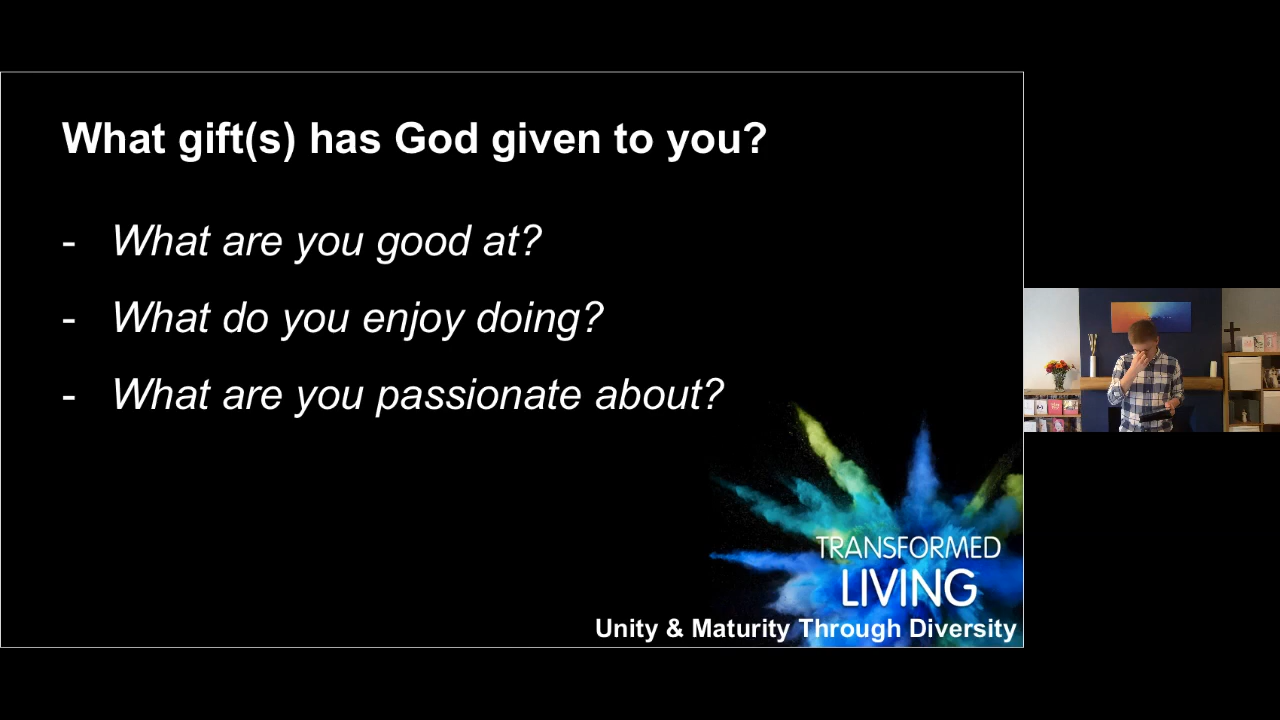 What gift(s) has God given to you?
- What are you good at?
- What do you enjoy doing?
- What are you passionate about?
TRANSFORMED
LIVING
Unity & Maturity Through Diversity